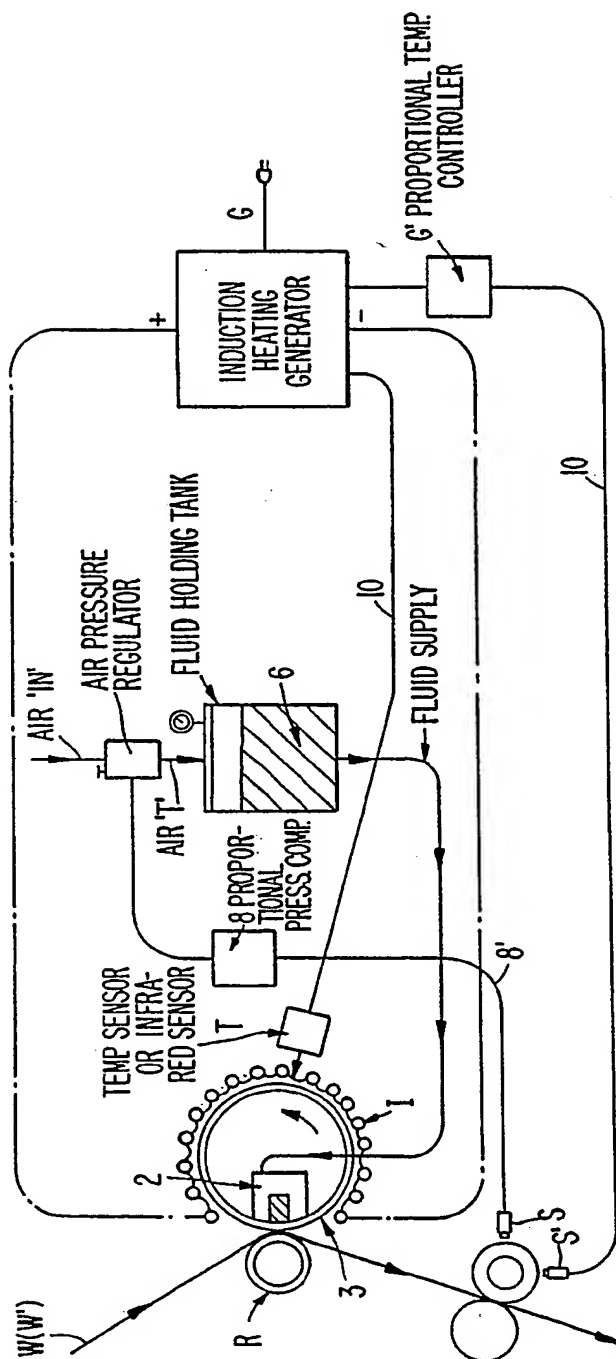 W(W')
R
3
2
TEMP SENSOR
OR INFRA-
RED SENSOR
T
I
8 PROPOR-
TIONAL
PRESS. COMP.
AIR 'IN'
AIR PRESSURE
REGULATOR
AIR 'T'
FLUID HOLDING TANK
6
FLUID SUPPLY
10
+
INDUCTION
HEATING
GENERATOR
-
G
G' PROPORTIONAL TEMP.
CONTROLLER
10
8'
S
S'